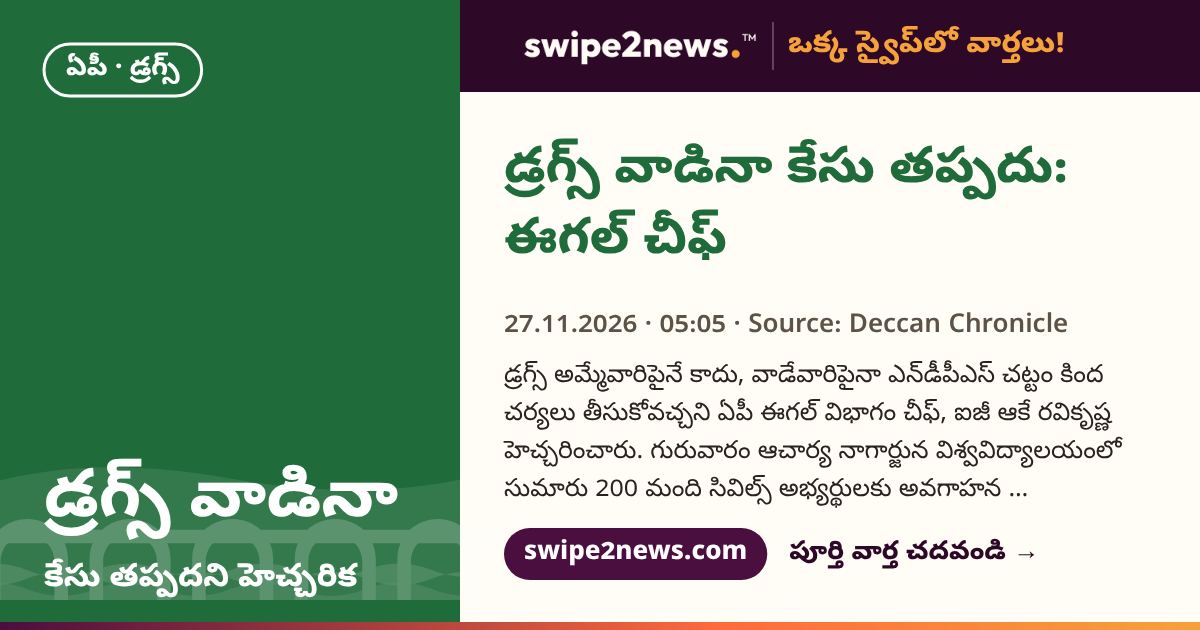 ఏపీ · డ్రగ్స్
డ్రగ్స్ వాడినా
కేసు తప్పదని హెచ్చరిక
swipe2news.™ ఒక్క స్వైప్‌లో వార్తలు!
డ్రగ్స్ వాడినా కేసు తప్పదు:
ఈగల్ చీఫ్
27.11.2026 · 05:05 · Source: Deccan Chronicle
డ్రగ్స్ అమ్మేవారిపైనే కాదు, వాడేవారిపైనా ఎన్‌డీపీఎస్ చట్టం కింద
చర్యలు తీసుకోవచ్చని ఏపీ ఈగల్ విభాగం చీఫ్, ఐజీ ఆకే రవికృష్ణ
హెచ్చరించారు. గురువారం ఆచార్య నాగార్జున విశ్వవిద్యాలయంలో
సుమారు 200 మంది సివిల్స్ అభ్యర్థులకు అవగాహన ...
swipe2news.com పూర్తి వార్త చదవండి →